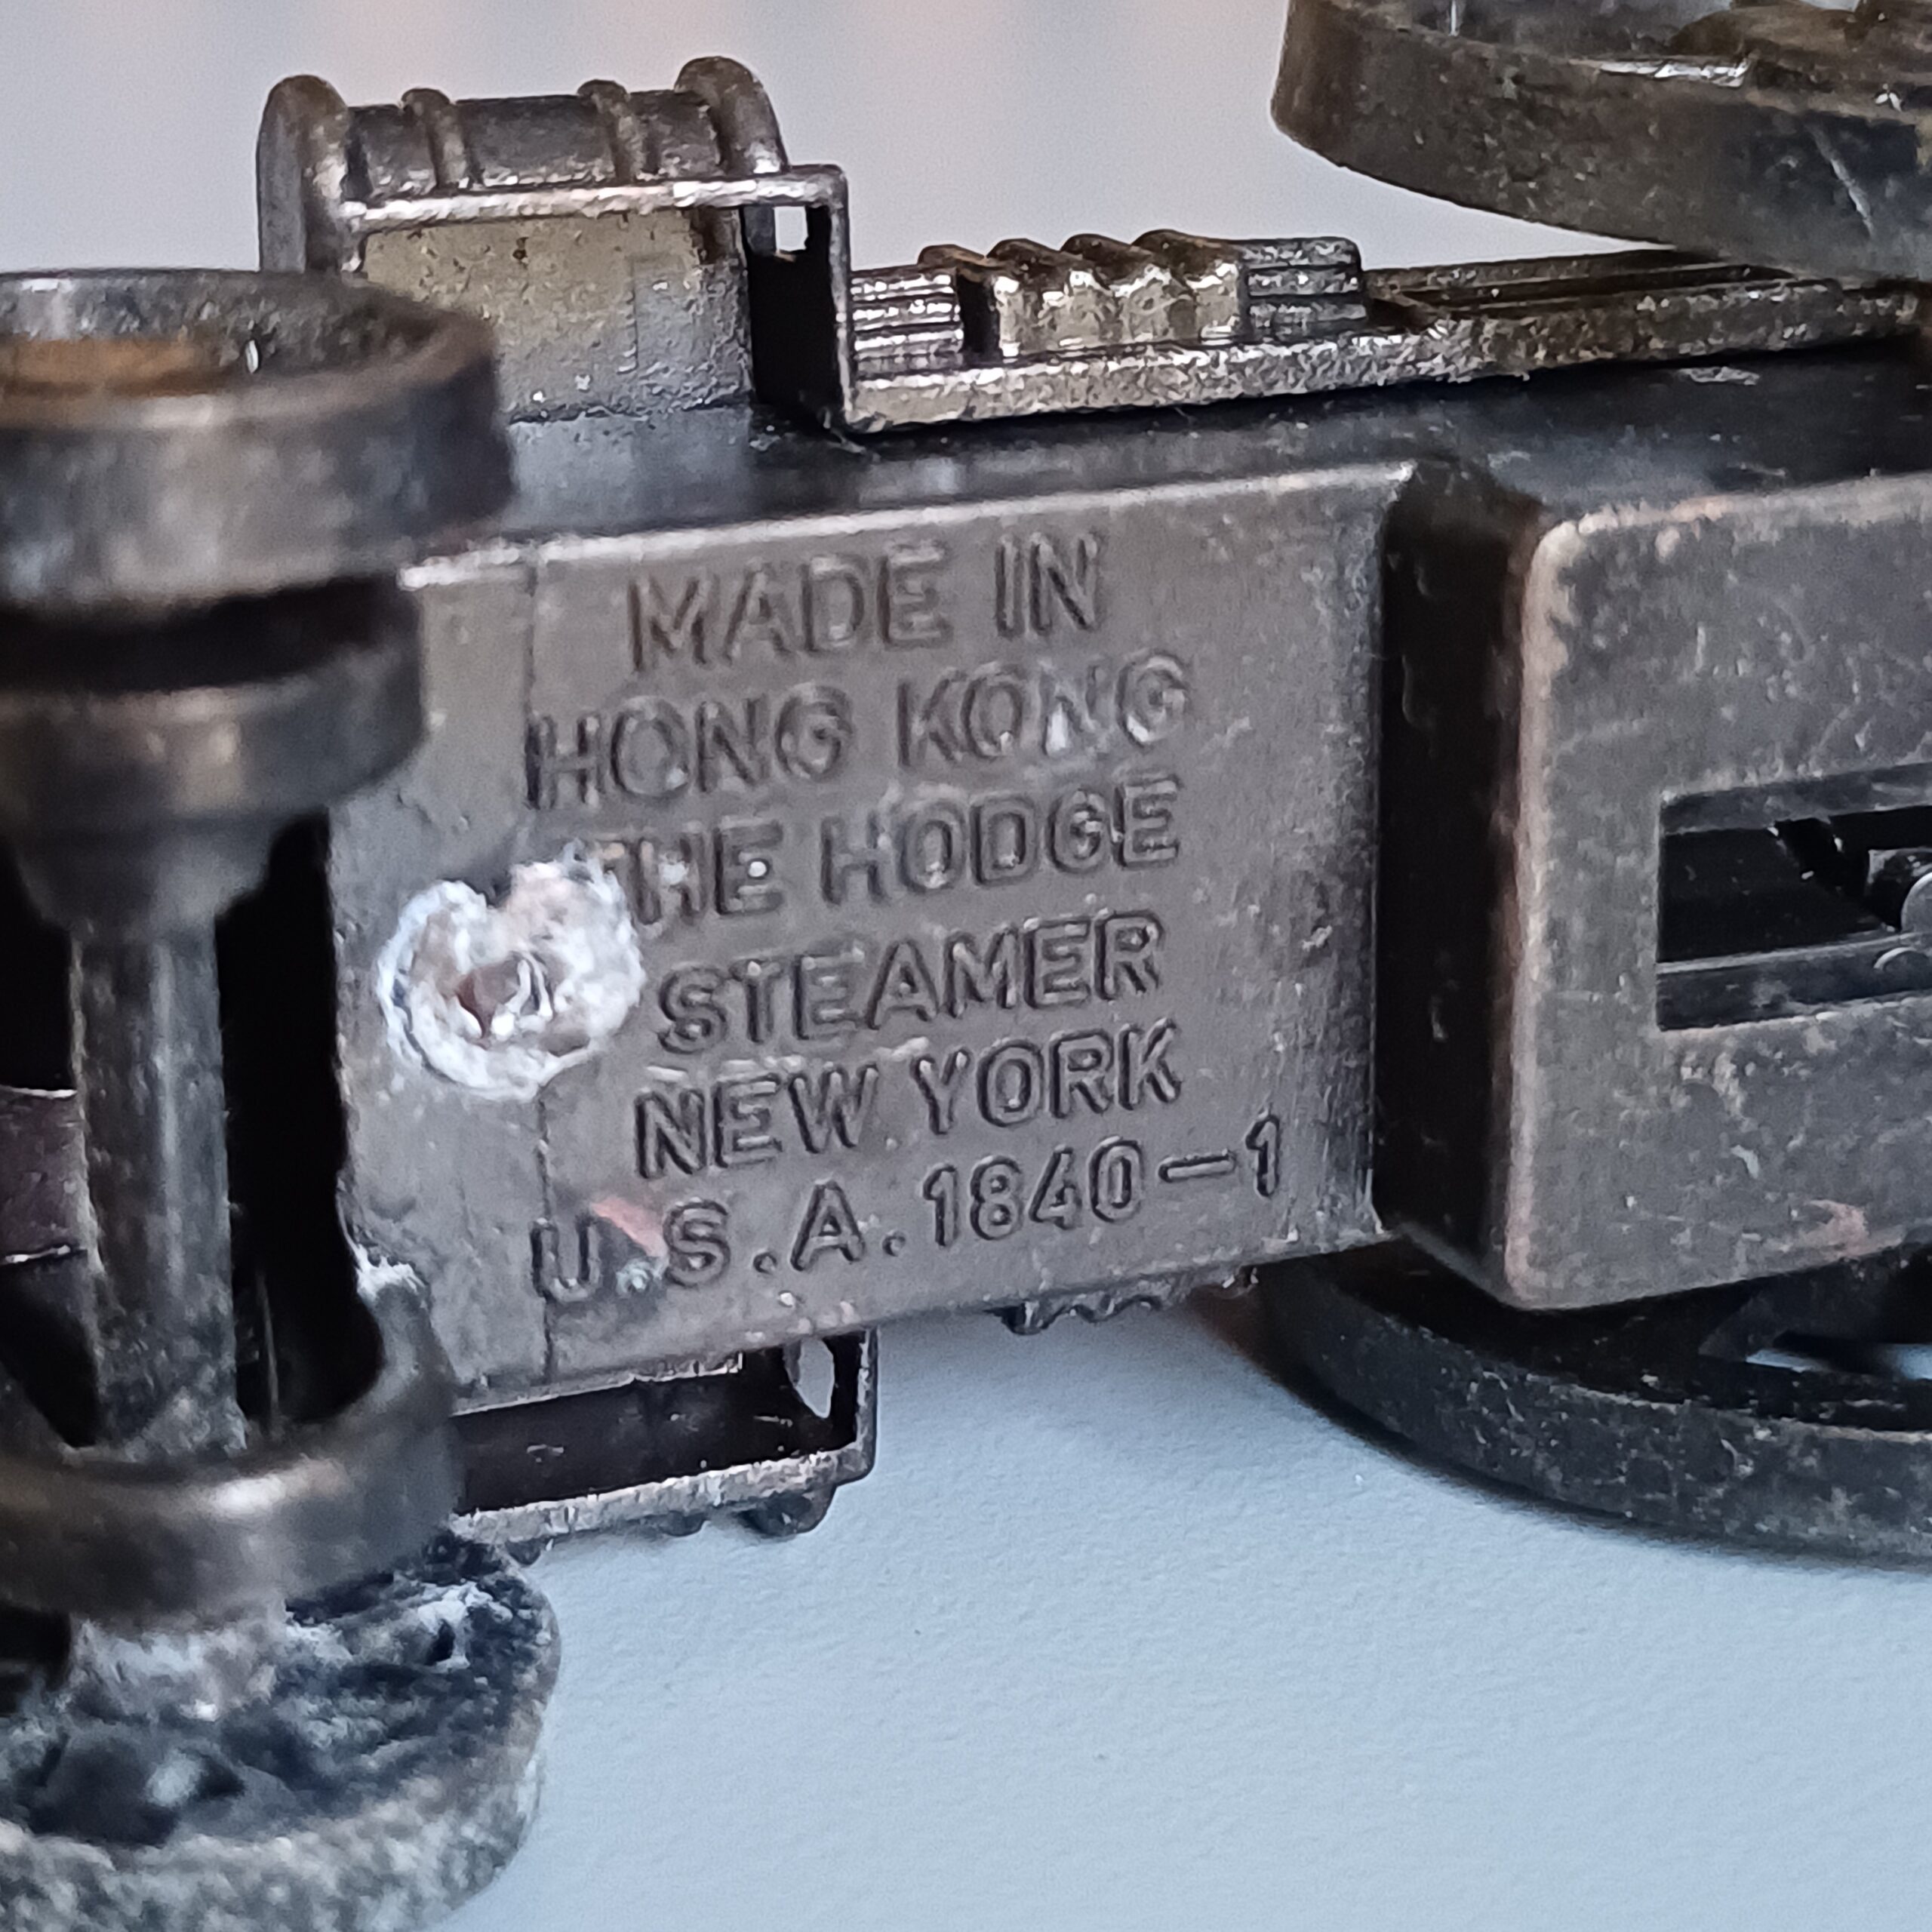 MADE IN
HONG KONG
THE HODGE
STEAMER
NEW YORK
U.S.A.1840-1